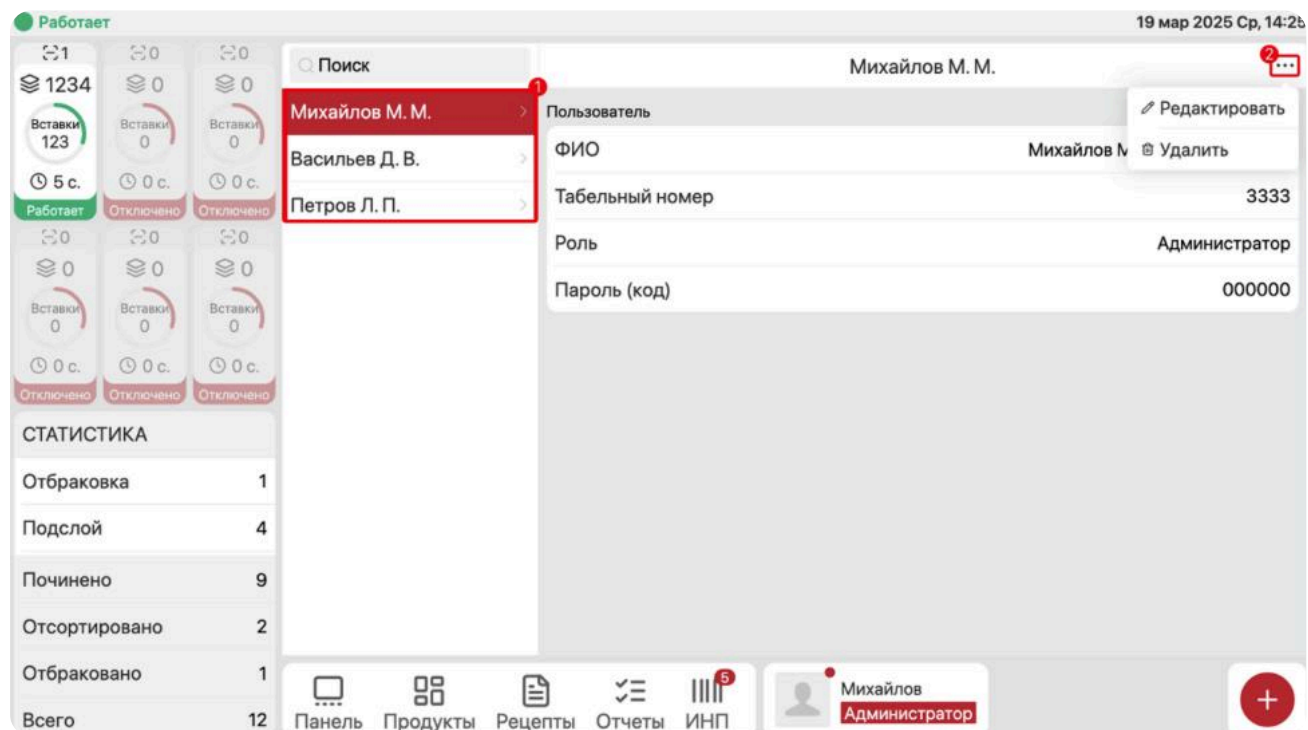 Работает
19 мар 2025 Ср, 14:25
1
0
0
1234
0
0
Вставки
123
Вставки
0
Вставки
0
5 с.
0 с.
0 с.
Работает
Отключено
Отключено
0
0
0
0
0
0
Вставки
0
Вставки
0
Вставки
0
0 с.
0 с.
0 с.
Отключено
Отключено
Отключено
СТАТИСТИКА
Отбраковка 1
Подслой 4
Починено 9
Отсортировано 2
Отбраковано 1
Всего 12
Поиск
1
Михайлов М. М.
Васильев Д. В.
Петров Л. П.
Михайлов М. М.
2
Редактировать
Удалить
Пользователь
ФИО Михайлов
Табельный номер 3333
Роль Администратор
Пароль (код) 000000
Панель
Продукты
Рецепты
Отчеты
5
ИНП
Михайлов
Администратор
+